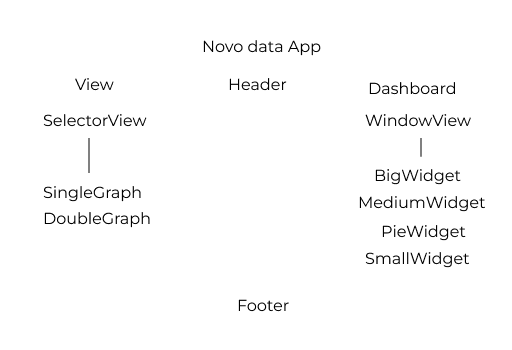 Novo data App
View
Header
Dashboard
SelectorView
WindowView
SingleGraph
DoubleGraph
BigWidget
MediumWidget
PieWidget
SmallWidget
Footer